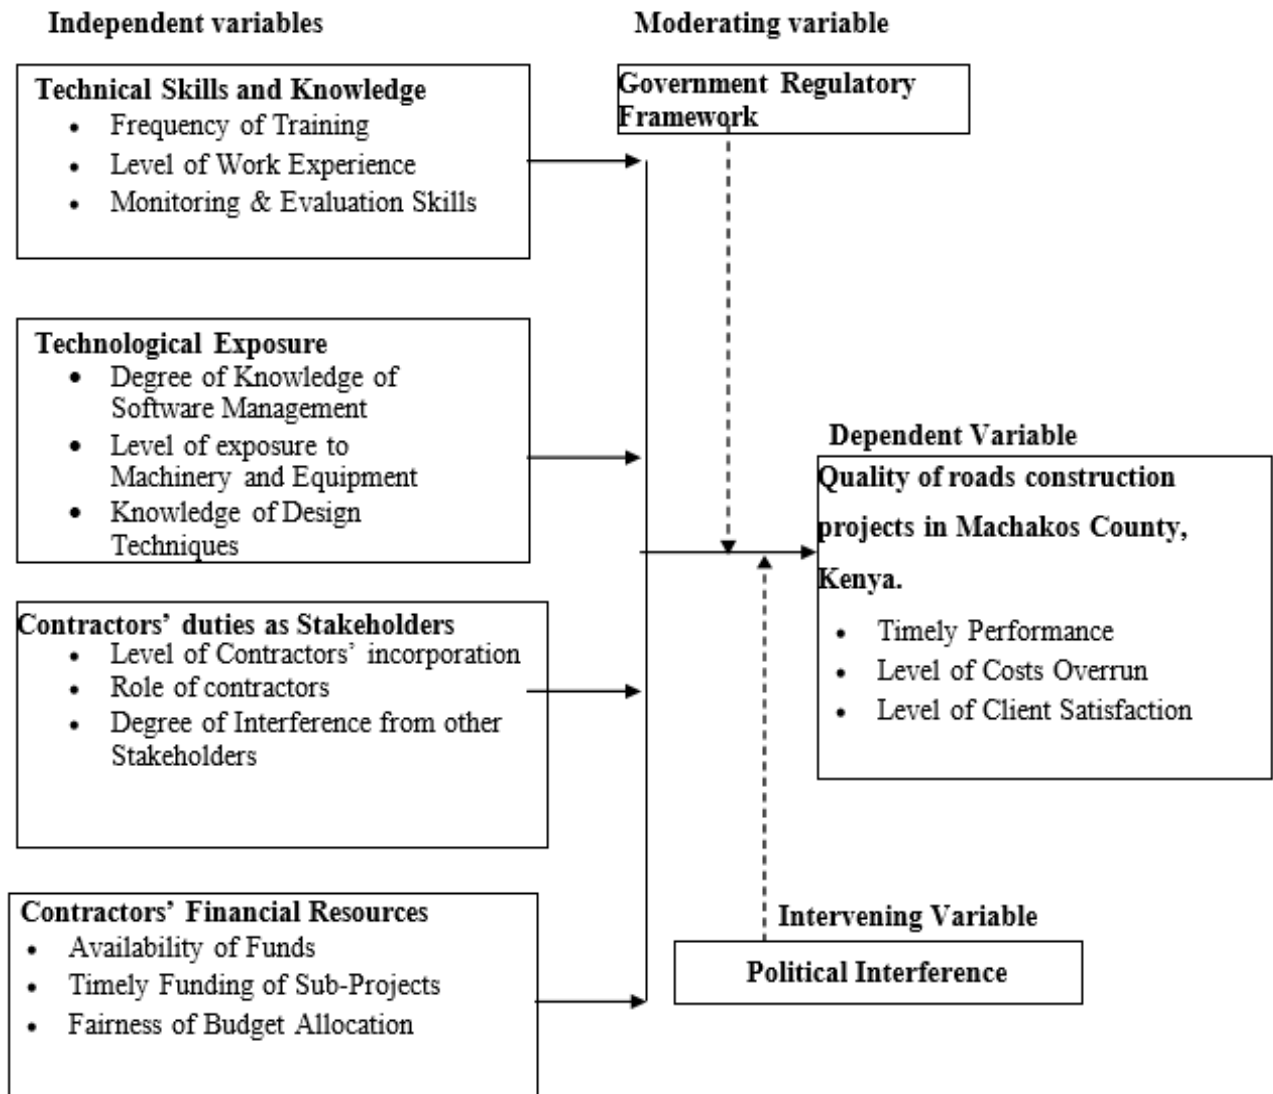 Independent variables
Technical Skills and Knowledge
• Frequency of Training
• Level of Work Experience
• Monitoring & Evaluation Skills
Technological Exposure
• Degree of Knowledge of
Software Management
• Level of exposure to
Machinery and Equipment
• Knowledge of Design
Techniques
Contractors’ duties as Stakeholders
• Level of Contractors’ incorporation
• Role of contractors
• Degree of Interference from other
Stakeholders
Contractors’ Financial Resources
• Availability of Funds
• Timely Funding of Sub-Projects
• Fairness of Budget Allocation
Moderating variable
Government Regulatory
Framework
Dependent Variable
Quality of roads construction
projects in Machakos County,
Kenya.
• Timely Performance
• Level of Costs Overrun
• Level of Client Satisfaction
Intervening Variable
Political Interference